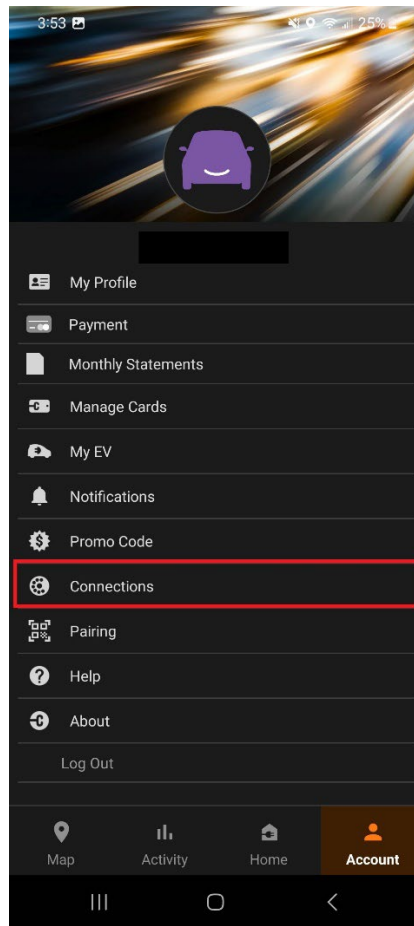 3:53
25%
My Profile
Payment
Monthly Statements
Manage Cards
My EV
Notifications
Promo Code
Connections
Pairing
Help
About
Log Out
Map
Activity
Home
Account